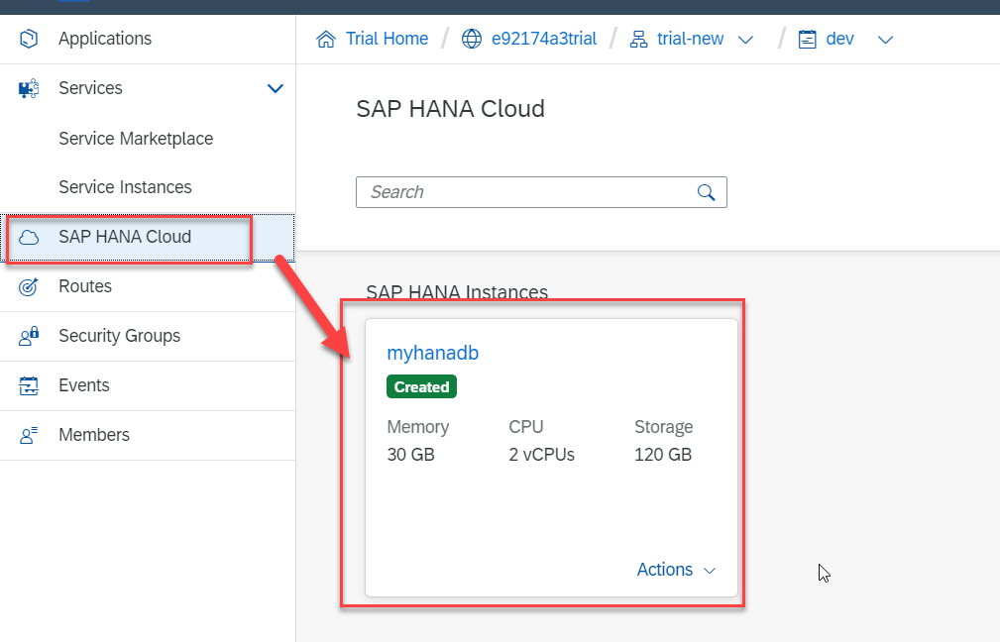 Applications
Services
Service Marketplace
Service Instances
SAP HANA Cloud
Routes
Security Groups
Events
Members
Trial Home / e92174a3trial / trial-new / dev
SAP HANA Cloud
Search
SAP HANA Instances
myhanadb
Created
Memory CPU Storage
30 GB 2 vCPUs 120 GB
Actions